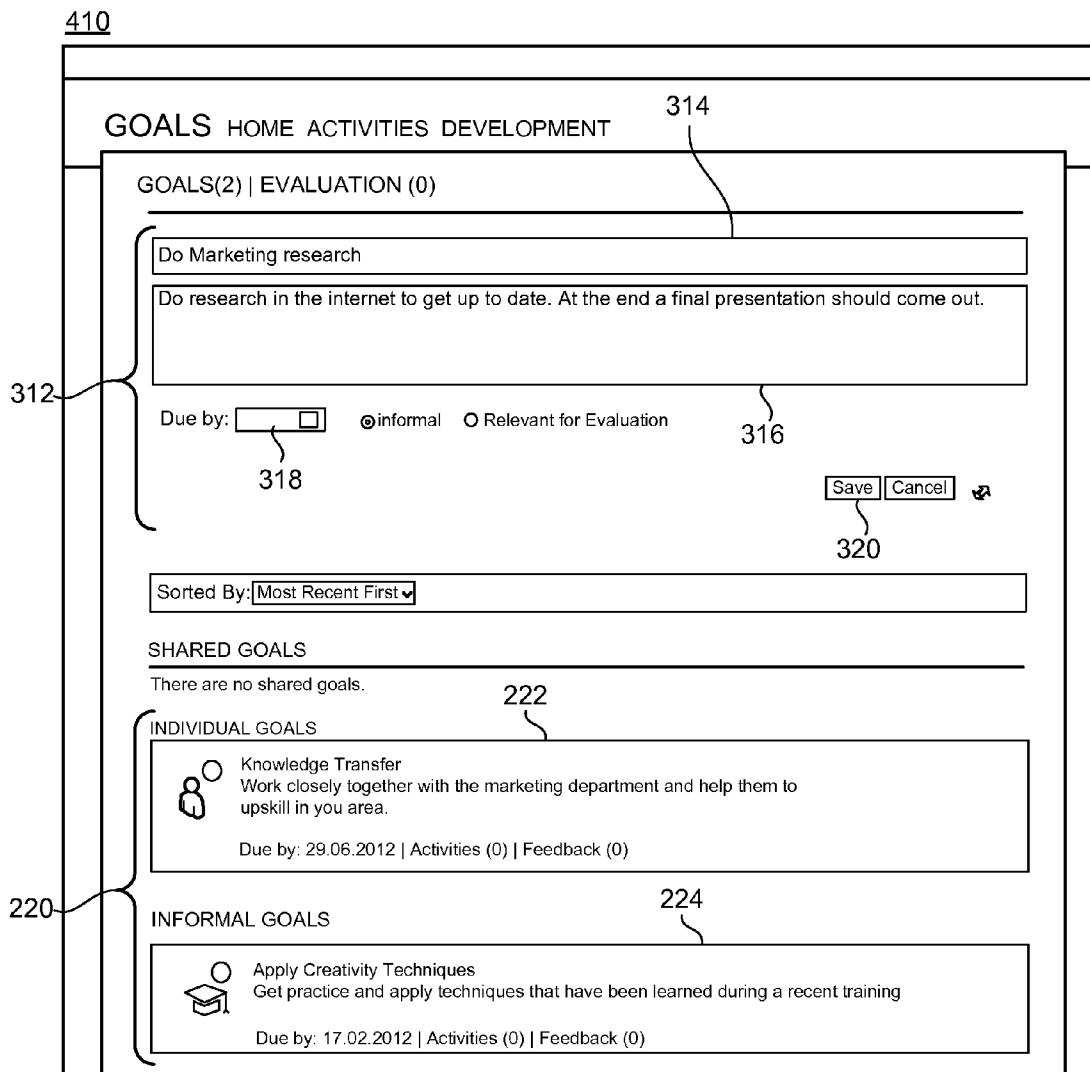 410
GOALS HOME ACTIVITIES DEVELOPMENT
314
GOALS(2) | EVALUATION (0)
Do Marketing research
Do research in the internet to get up to date. At the end a final presentation should come out.
312
Due by: informal Relevant for Evaluation
316
318
Save Cancel
320
Sorted By: Most Recent First
SHARED GOALS
There are no shared goals.
222
INDIVIDUAL GOALS
Knowledge Transfer
Work closely together with the marketing department and help them to
upskill in you area.
Due by: 29.06.2012 | Activities (0) | Feedback (0)
220
224
INFORMAL GOALS
Apply Creativity Techniques
Get practice and apply techniques that have been learned during a recent training
Due by: 17.02.2012 | Activities (0) | Feedback (0)